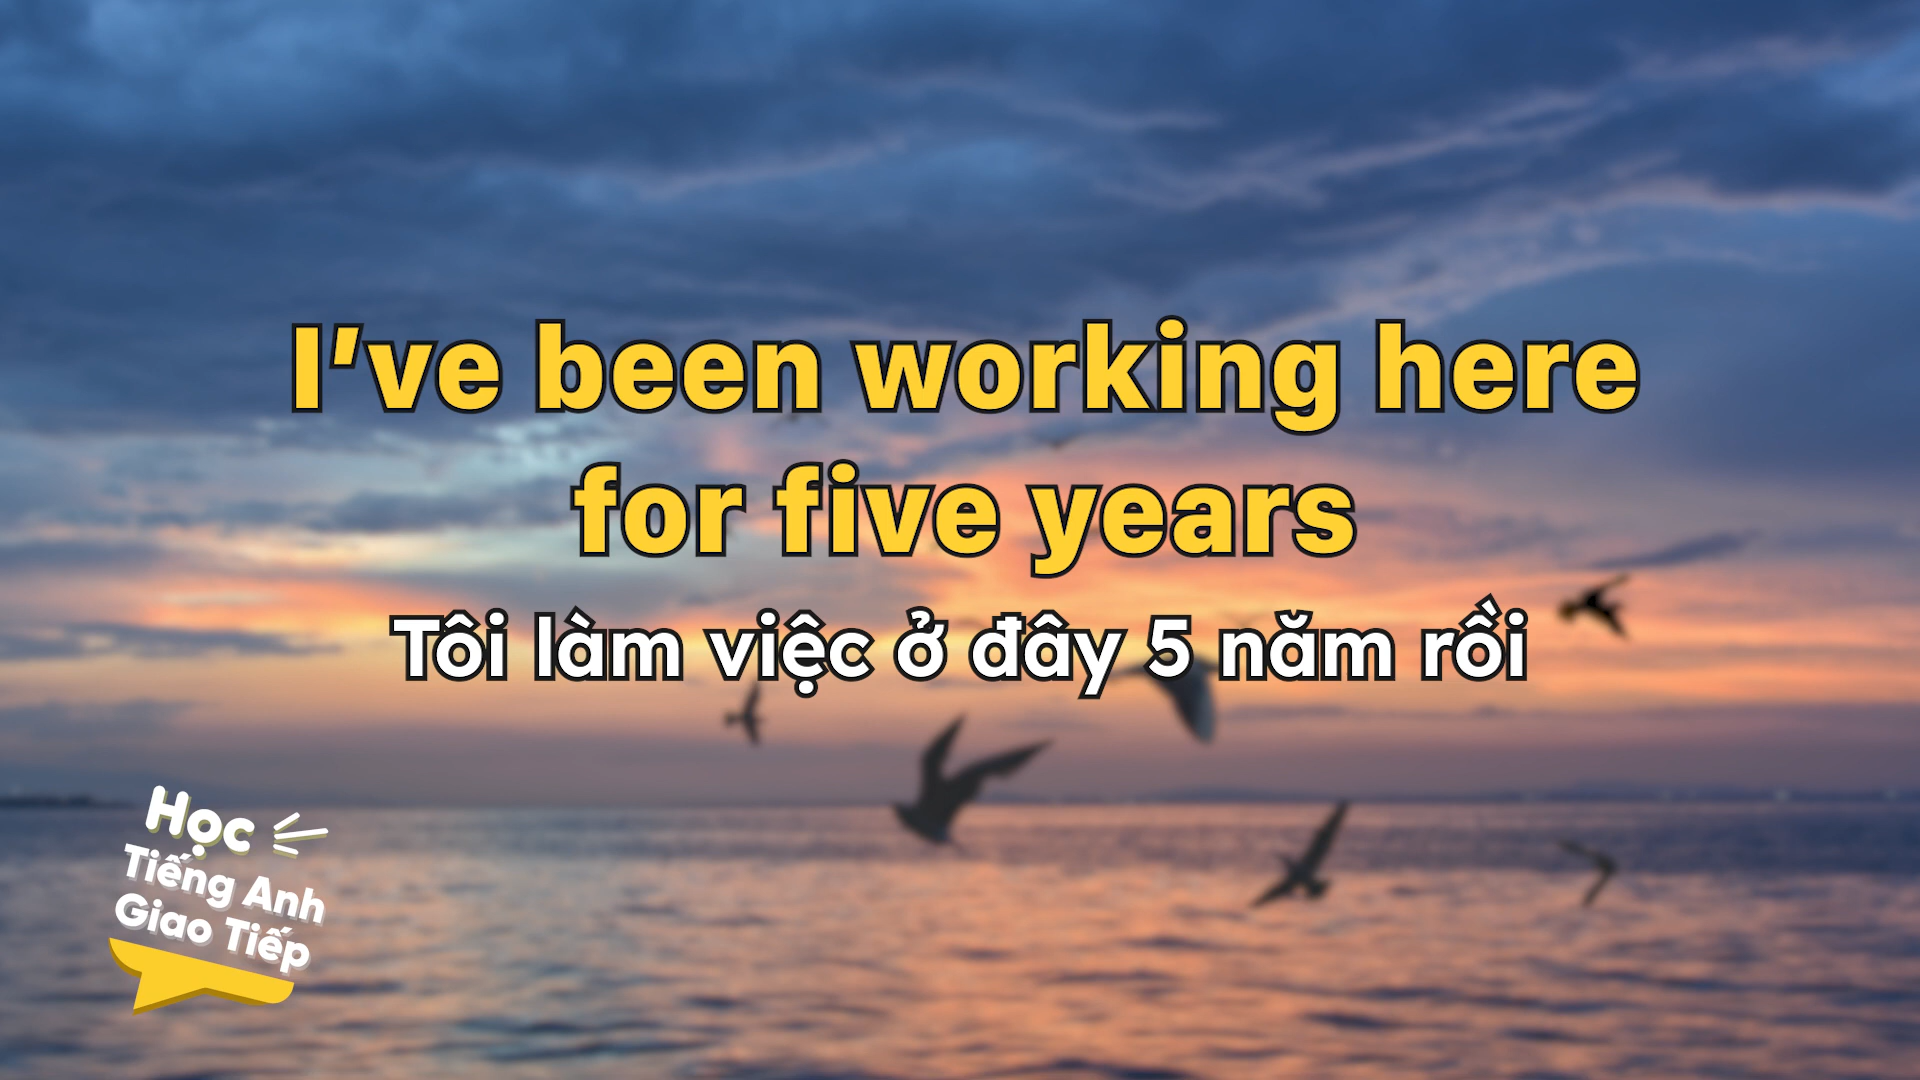 I’ve been working here
for five years
Tôi làm việc ở đây 5 năm rồi
Học
Tiếng Anh
Giao Tiếp